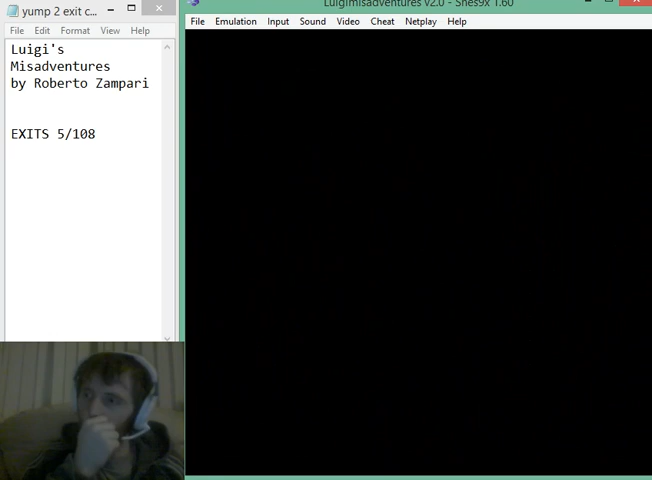 yump 2 exit c...
Luigimisadventures v2.0 - Snes9x 1.60
File Edit Format View Help
File Emulation Input Sound Video Cheat Netplay Help
Luigi's
Misadventures
by Roberto Zampari
EXITS 5/108